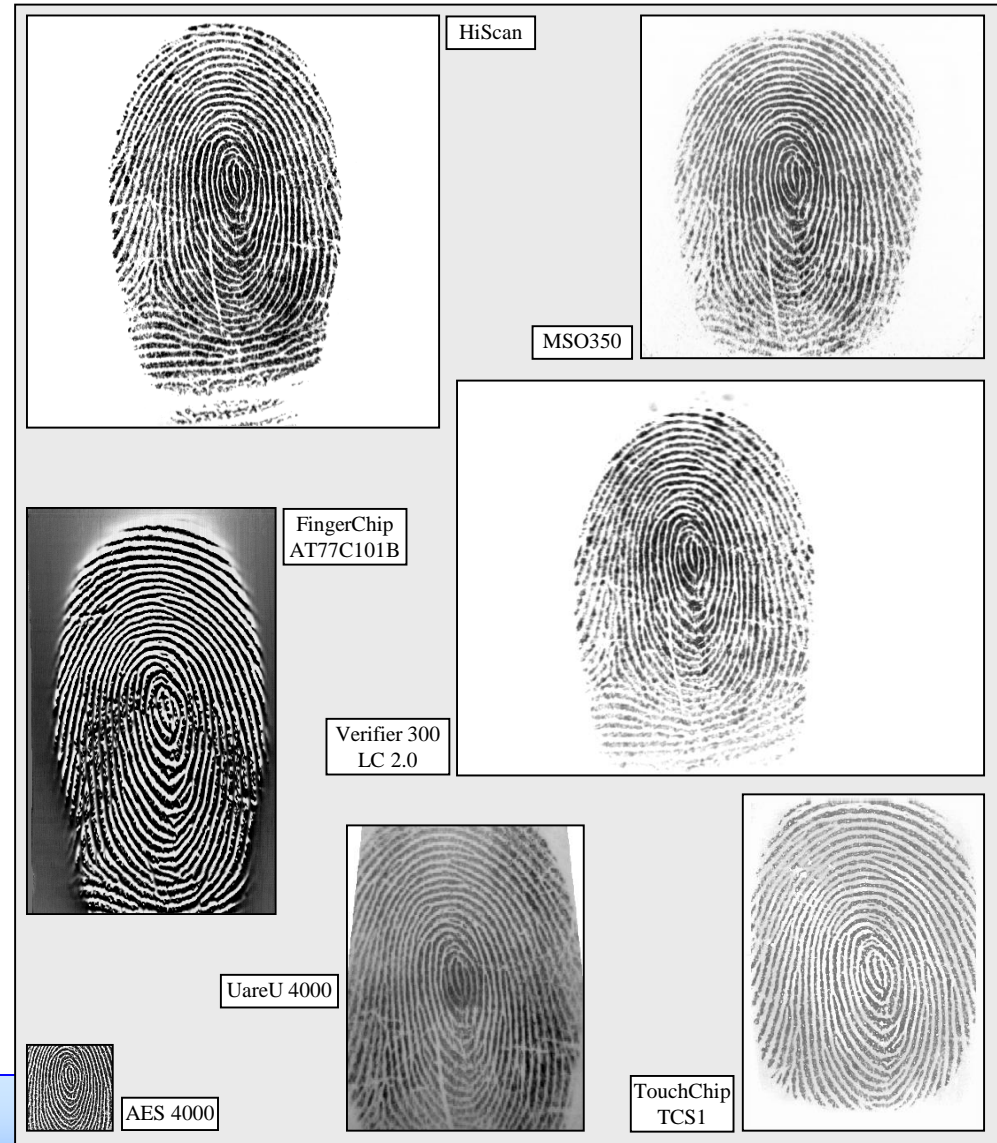 HiScan
MSO350
FingerChip
AT77C101B
Verifier 300
LC 2.0
UareU 4000
AES 4000
TouchChip
TCS1